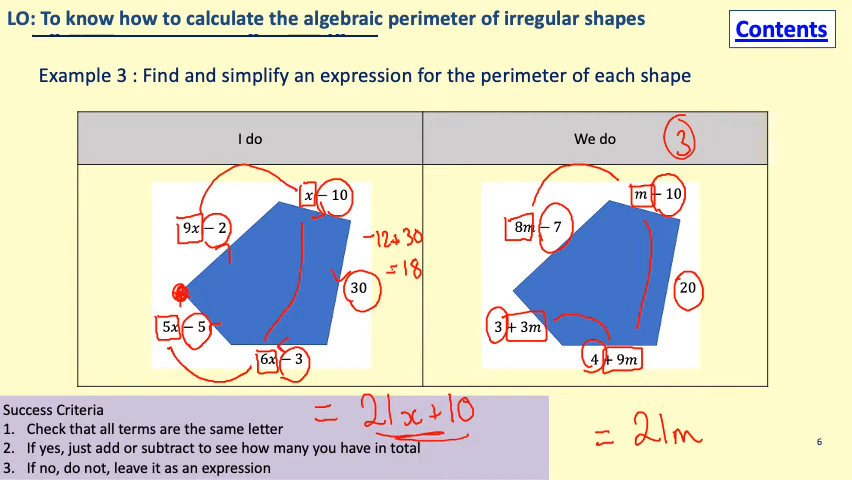 LO: To know how to calculate the algebraic perimeter of irregular shapes
Contents
Example 3 : Find and simplify an expression for the perimeter of each shape
I do
We do
3
x − 10
9x − 2
-12+30
= 18
30
5x − 5
6x − 3
m − 10
8m − 7
20
3 + 3m
4 + 9m
= 21x+10
= 21m
Success Criteria
1. Check that all terms are the same letter
2. If yes, just add or subtract to see how many you have in total
3. If no, do not, leave it as an expression
6